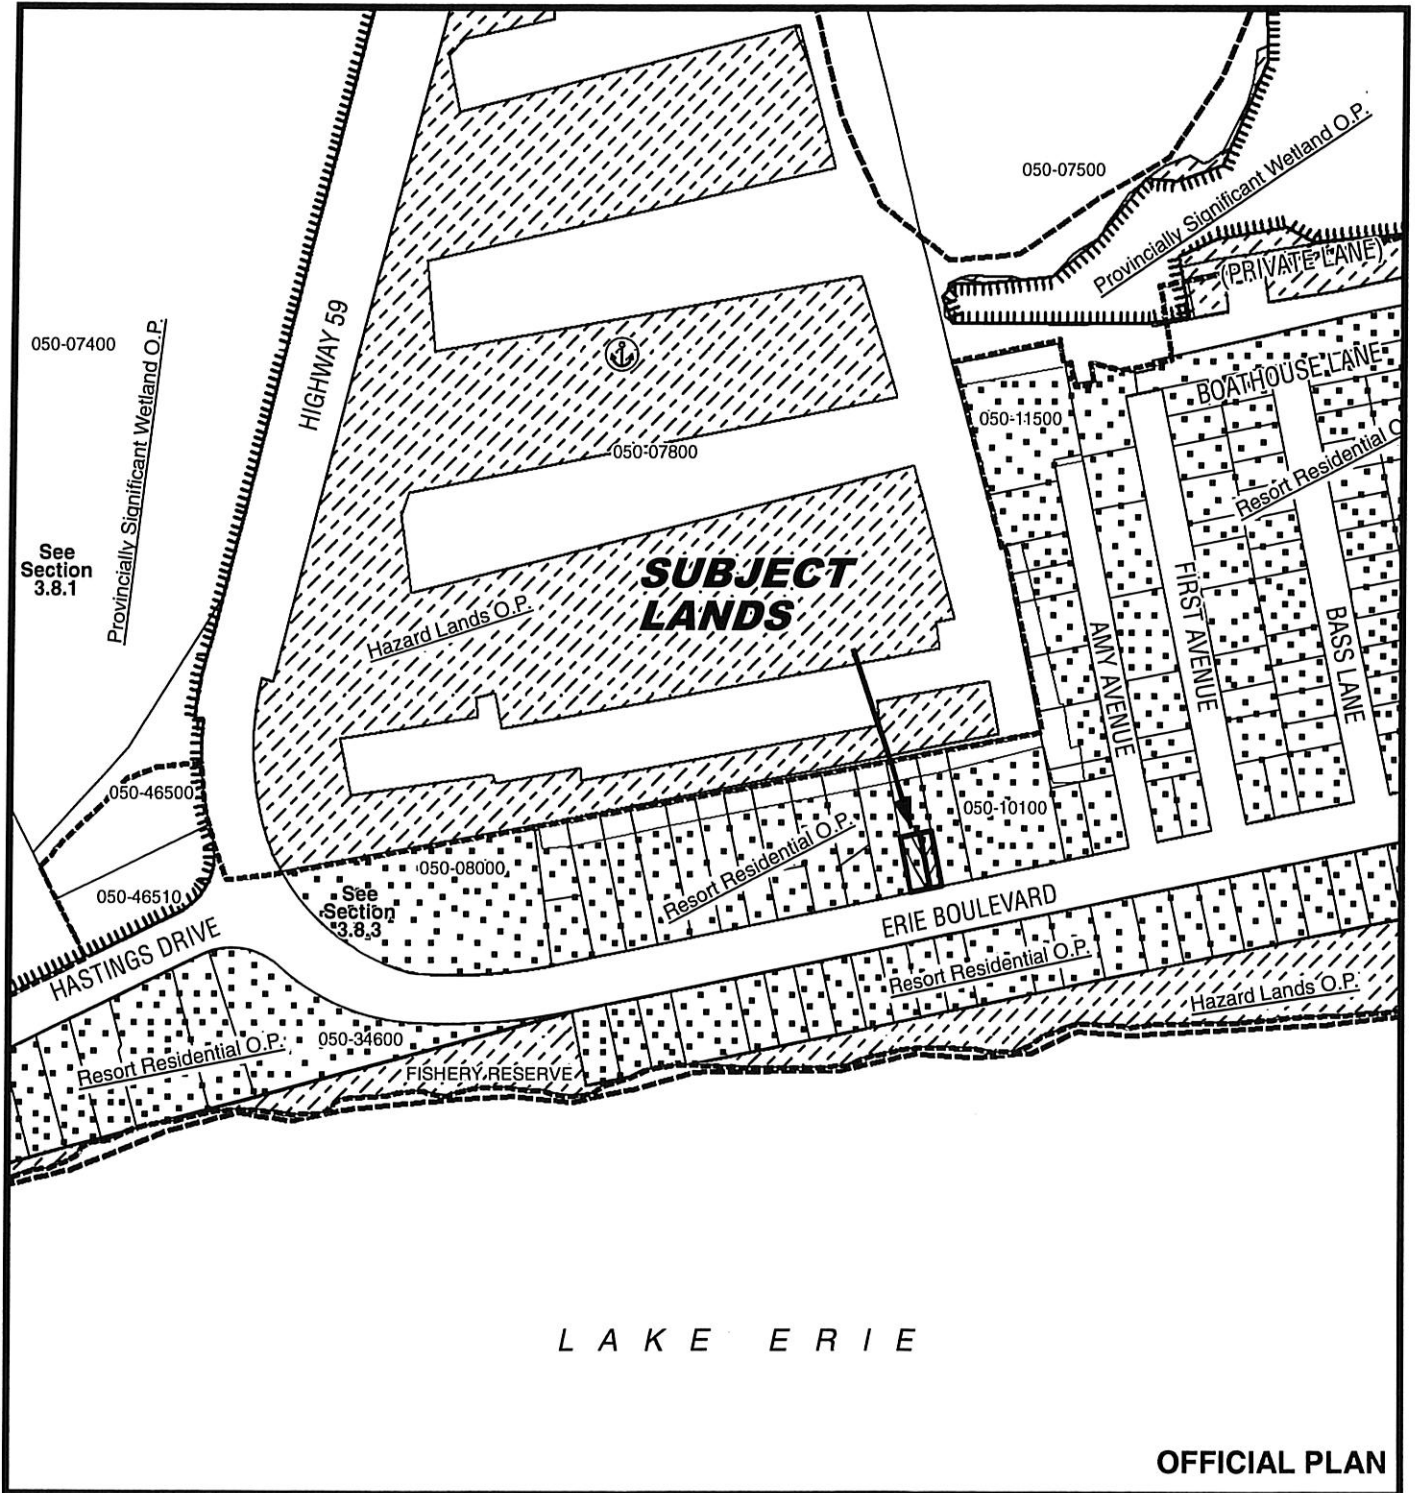 050-07500
Provincially Significant Wetland O.P.
(PRIVATE LANE)
HIGHWAY 59
050-07400
Provincially Significant Wetland O.P.
BOATHOUSE LANE
050-11500
050-07800
Resort Residential O
See
Section
3.8.1
SUBJECT
LANDS
Hazard Lands O.P.
FIRST AVENUE
AMY AVENUE
BASS LANE
050-46500
050-10100
Resort Residential O.P.
050-08000
See
Section
3.8.3
050-46510
ERIE BOULEVARD
HASTINGS DRIVE
Resort Residential O.P.
Hazard Lands O.P.
050-34600
Resort Residential O.P.
FISHERY RESERVE
LAKE ERIE
OFFICIAL PLAN